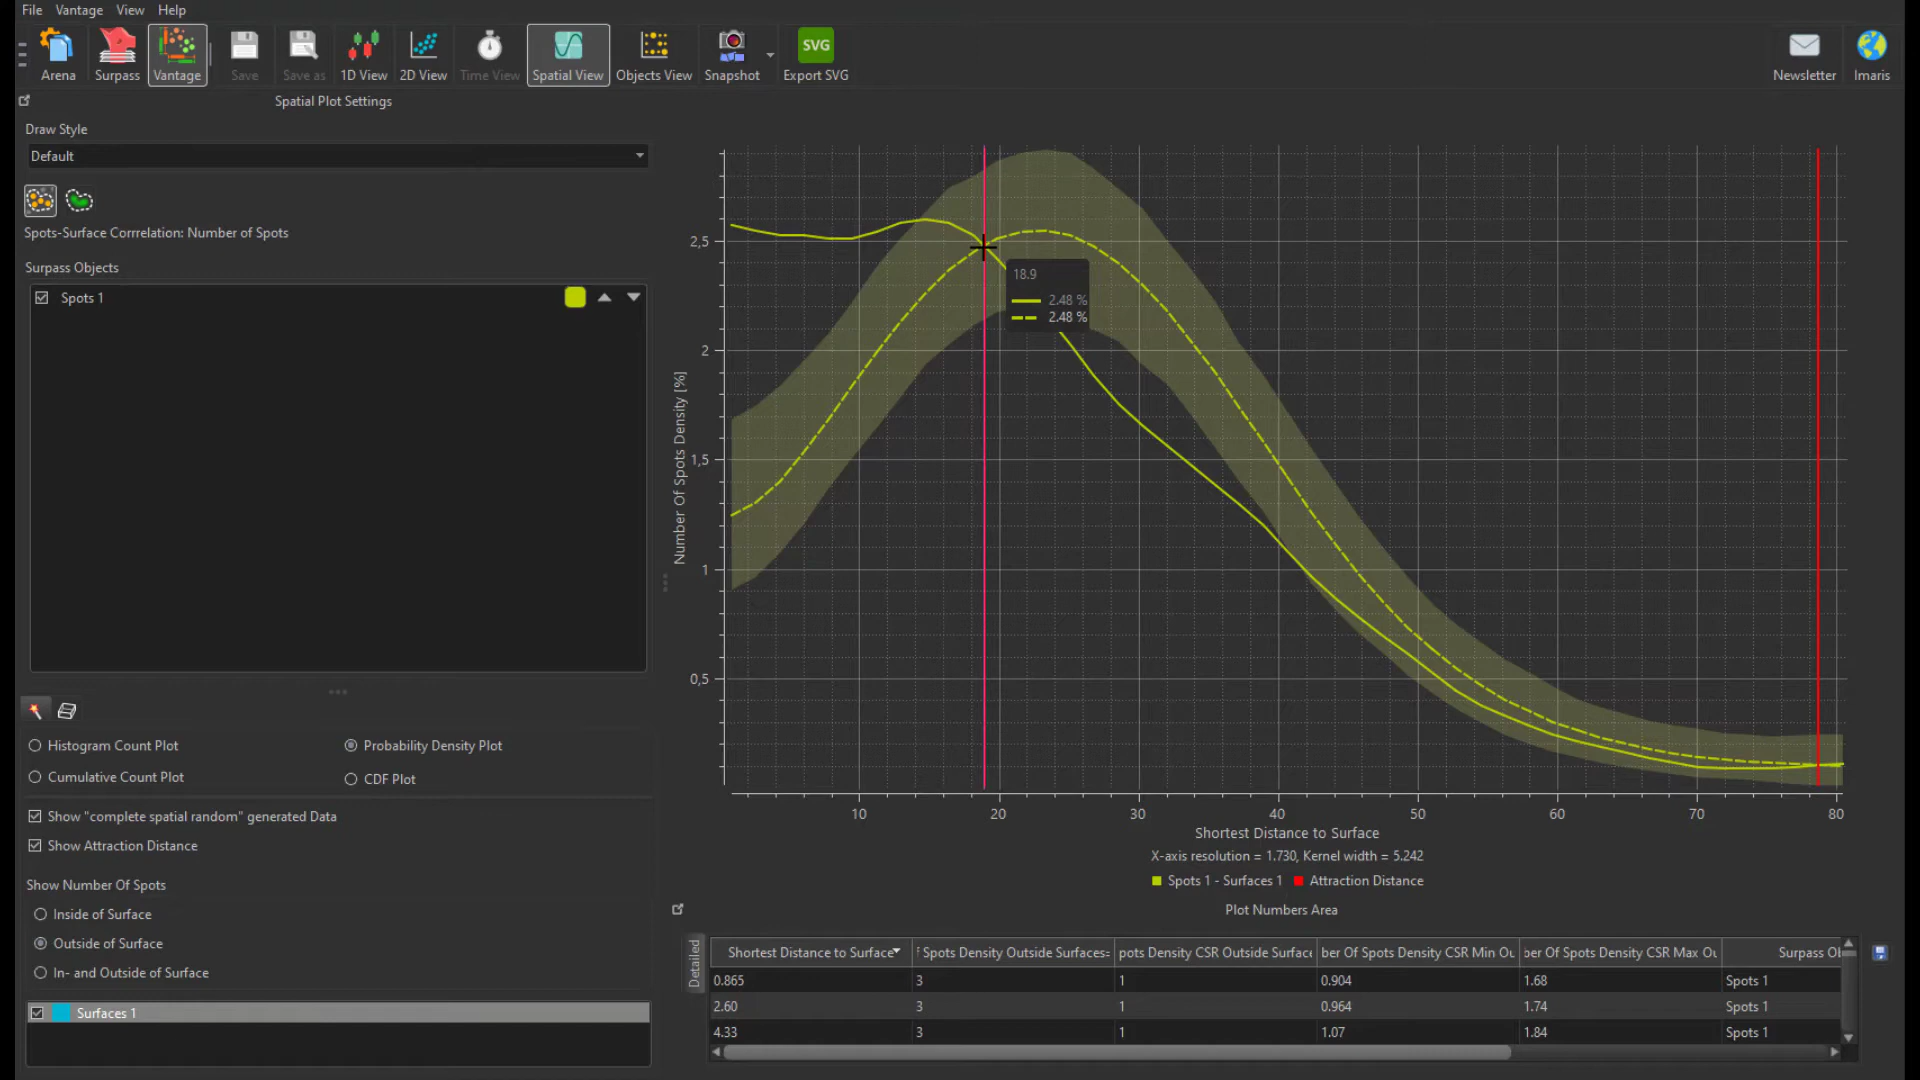 File Vantage View Help
Arena Surpass Vantage Save Save as 1D View 2D View Time View Spatial View Objects View Snapshot SVG Export SVG Newsletter Imaris
Spatial Plot Settings
Draw Style
Default
Spots-Surface Corrrelation: Number of Spots
Surpass Objects
Spots 1
Histogram Count Plot
Probability Density Plot
Cumulative Count Plot
CDF Plot
Show "complete spatial random" generated Data
Show Attraction Distance
Show Number Of Spots
Inside of Surface
Outside of Surface
In- and Outside of Surface
Surfaces 1
Number Of Spots Density [%]
2,5
2
1,5
1
0,5
18.9
2.48 %
2.48 %
10 20 30 40 50 60 70 80
Shortest Distance to Surface
X-axis resolution = 1.730, Kernel width = 5.242
Spots 1 - Surfaces 1 Attraction Distance
Plot Numbers Area
Detailed
Shortest Distance to Surface Spots Density Outside Surfaces= pots Density CSR Outside Surface ber Of Spots Density CSR Min Ou ber Of Spots Density CSR Max Ou Surpass Ob
0.865 3 1 0.904 1.68 Spots 1
2.60 3 1 0.964 1.74 Spots 1
4.33 3 1 1.07 1.84 Spots 1